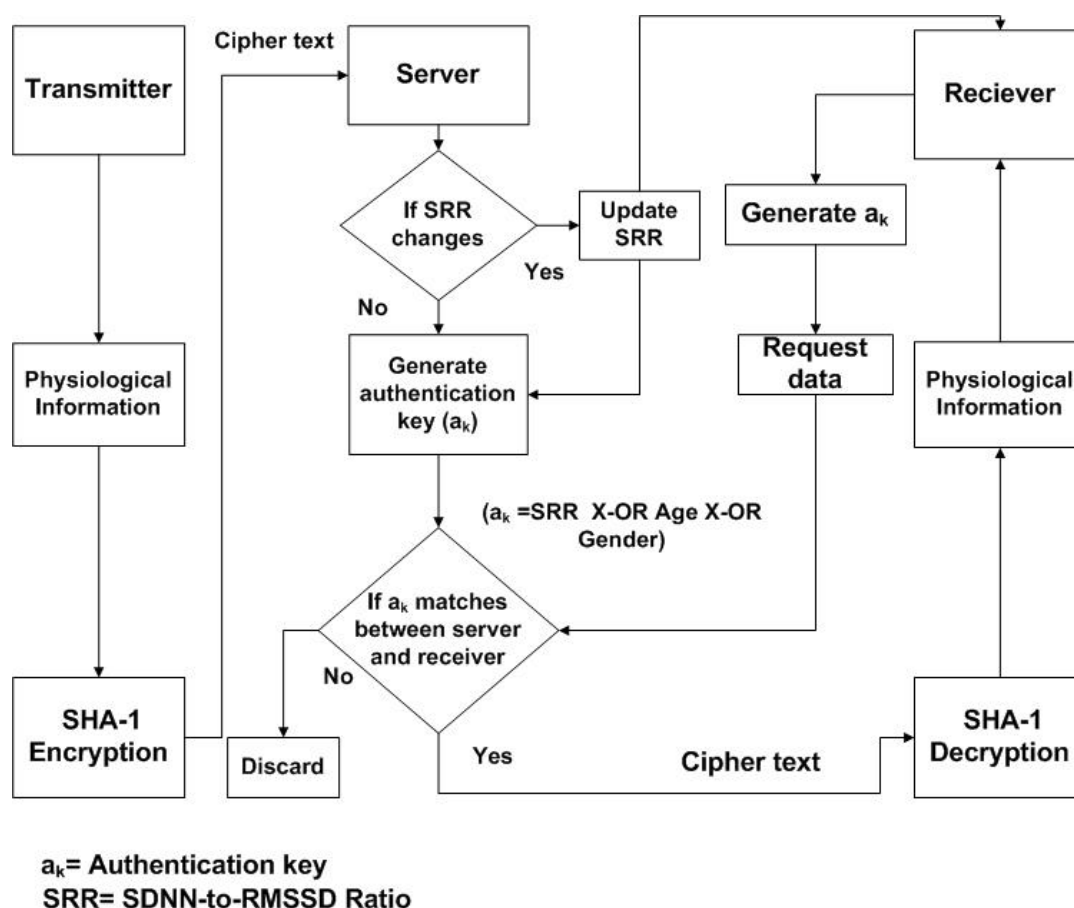 Transmitter
Physiological
Information
SHA-1
Encryption
Cipher text
Server
If SRR
changes
Yes
No
Update
SRR
Generate
authentication
key (ak)
(ak =SRR X-OR Age X-OR
Gender)
If ak matches
between server
and receiver
No
Discard
Yes
Cipher text
Reciever
Generate ak
Request
data
Physiological
Information
SHA-1
Decryption
ak= Authentication key
SRR= SDNN-to-RMSSD Ratio